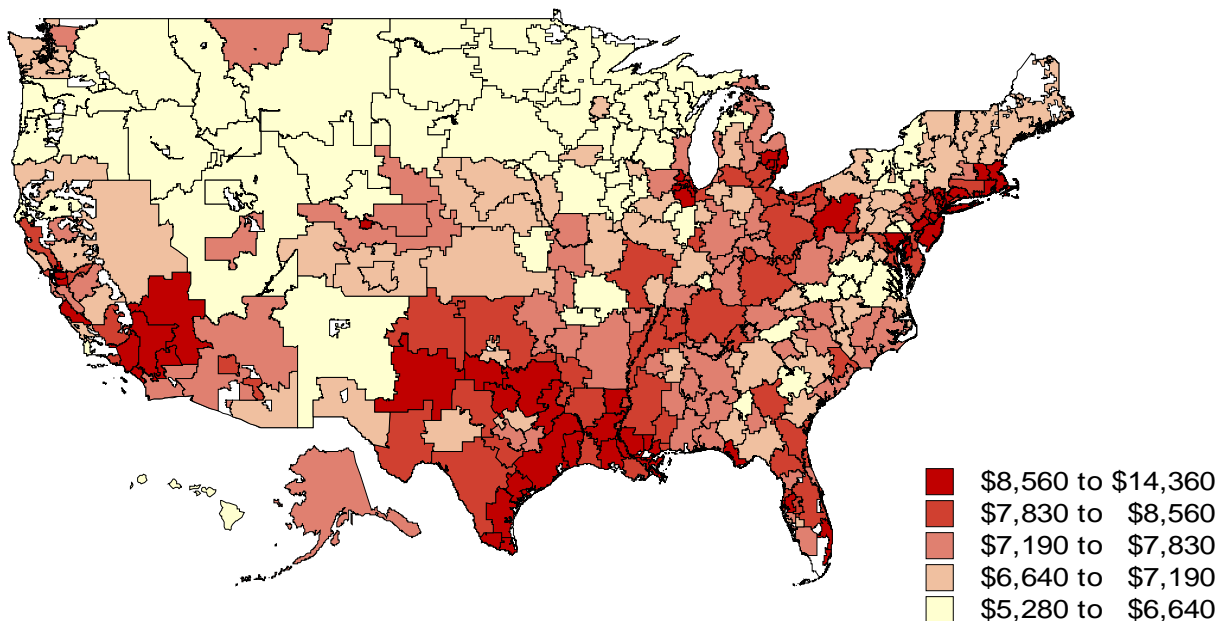 $8,560 to $14,360
$7,830 to $8,560
$7,190 to $7,830
$6,640 to $7,190
$5,280 to $6,640